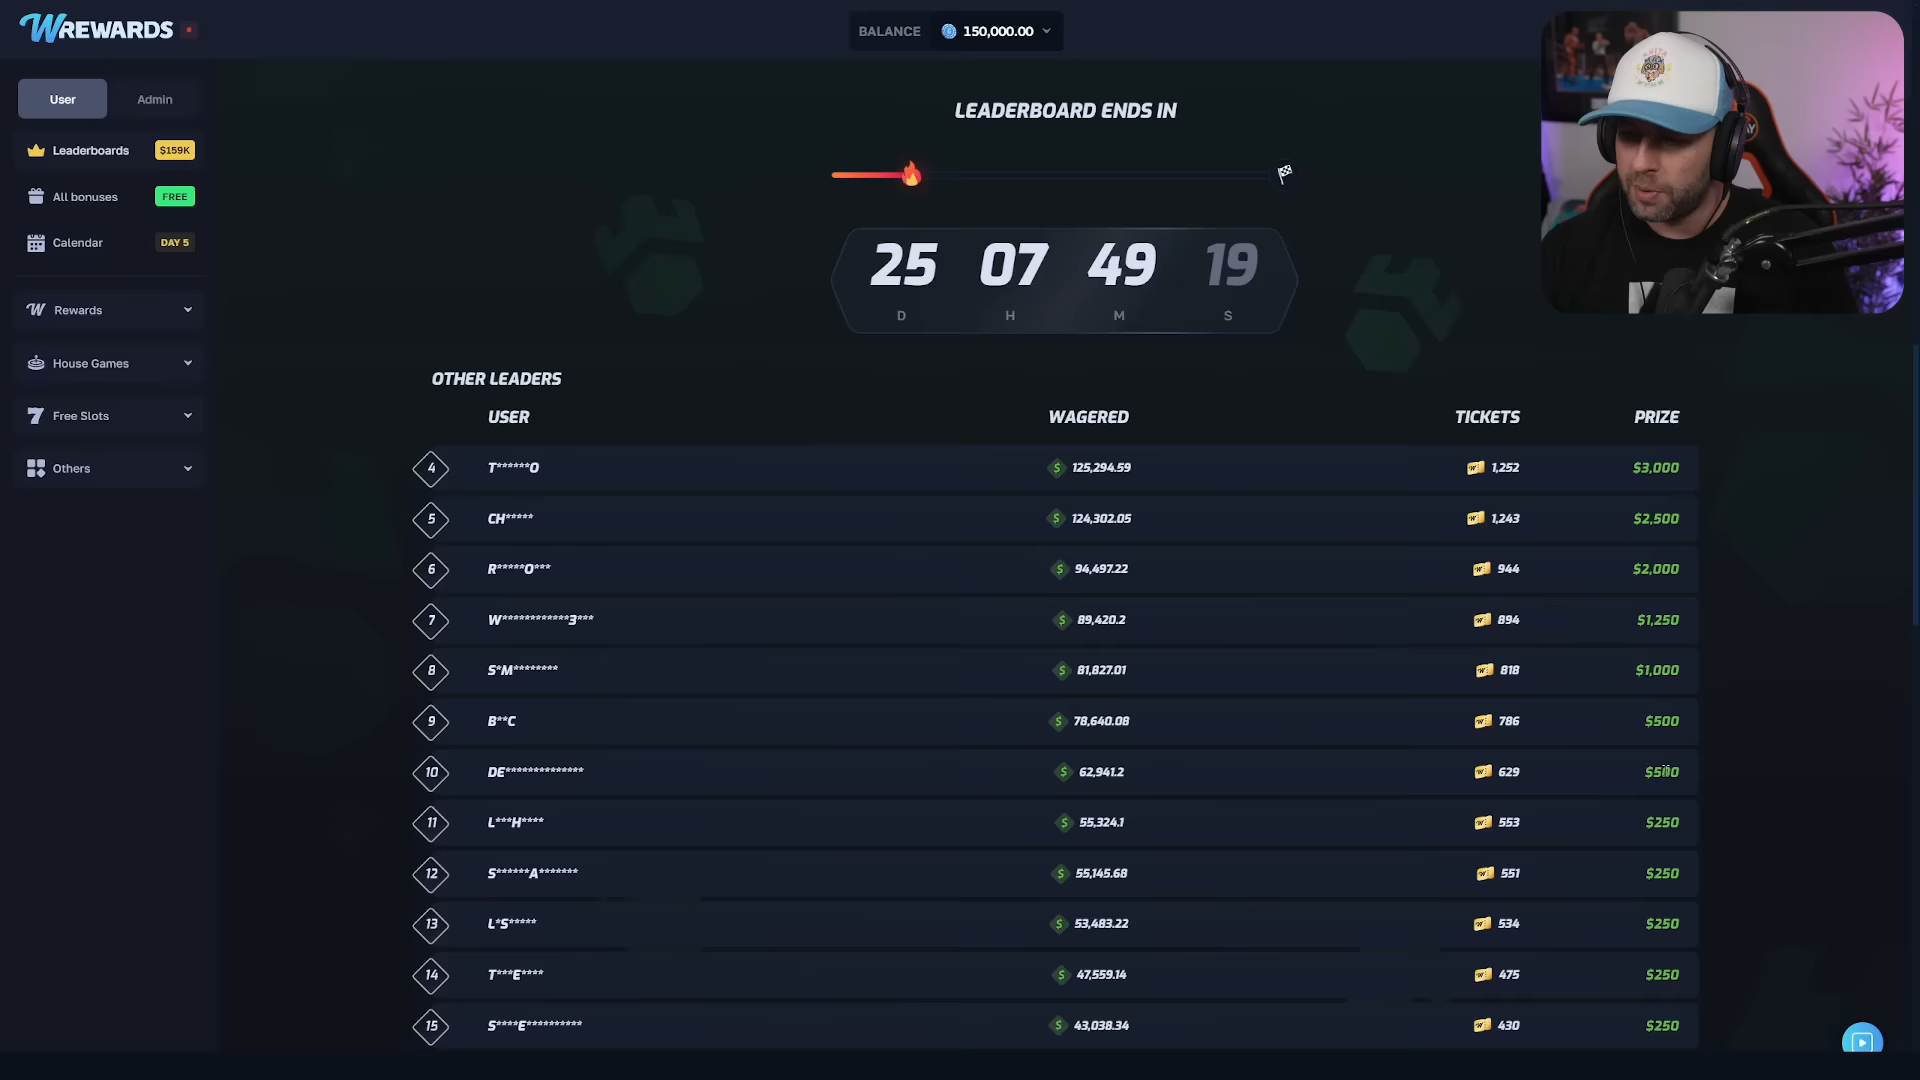 WREWARDS
BALANCE 150,000.00
User Admin
Leaderboards $159K
All bonuses FREE
Calendar DAY 5
Rewards
House Games
Free Slots
Others
LEADERBOARD ENDS IN
25 07 49 19
D H M S
OTHER LEADERS
USER WAGERED TICKETS PRIZE
4 T******O $ 125,294.59 1,252 $3,000
5 CH***** $ 124,302.05 1,243 $2,500
6 R*****O*** $ 94,497.22 944 $2,000
7 W************3*** $ 89,420.2 894 $1,250
8 S*M******** $ 81,827.01 818 $1,000
9 B**C $ 78,640.08 786 $500
10 DE************** $ 62,941.2 629 $500
11 L***H**** $ 55,324.1 553 $250
12 S******A******* $ 55,145.68 551 $250
13 L*S***** $ 53,483.22 534 $250
14 T***E**** $ 47,559.14 475 $250
15 S****E********** $ 43,038.34 430 $250